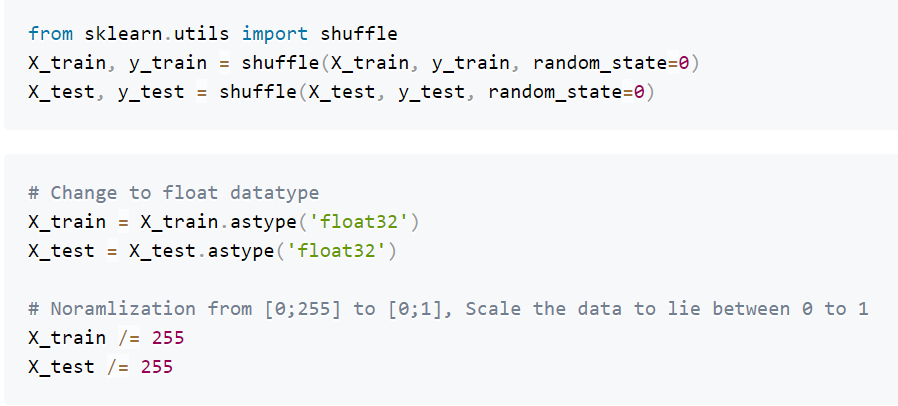 from sklearn.utils import shuffle
X_train, y_train = shuffle(X_train, y_train, random_state=0)
X_test, y_test = shuffle(X_test, y_test, random_state=0)
# Change to float datatype
X_train = X_train.astype('float32')
X_test = X_test.astype('float32')
# Noramlization from [0;255] to [0;1], Scale the data to lie between 0 to 1
X_train /= 255
X_test /= 255